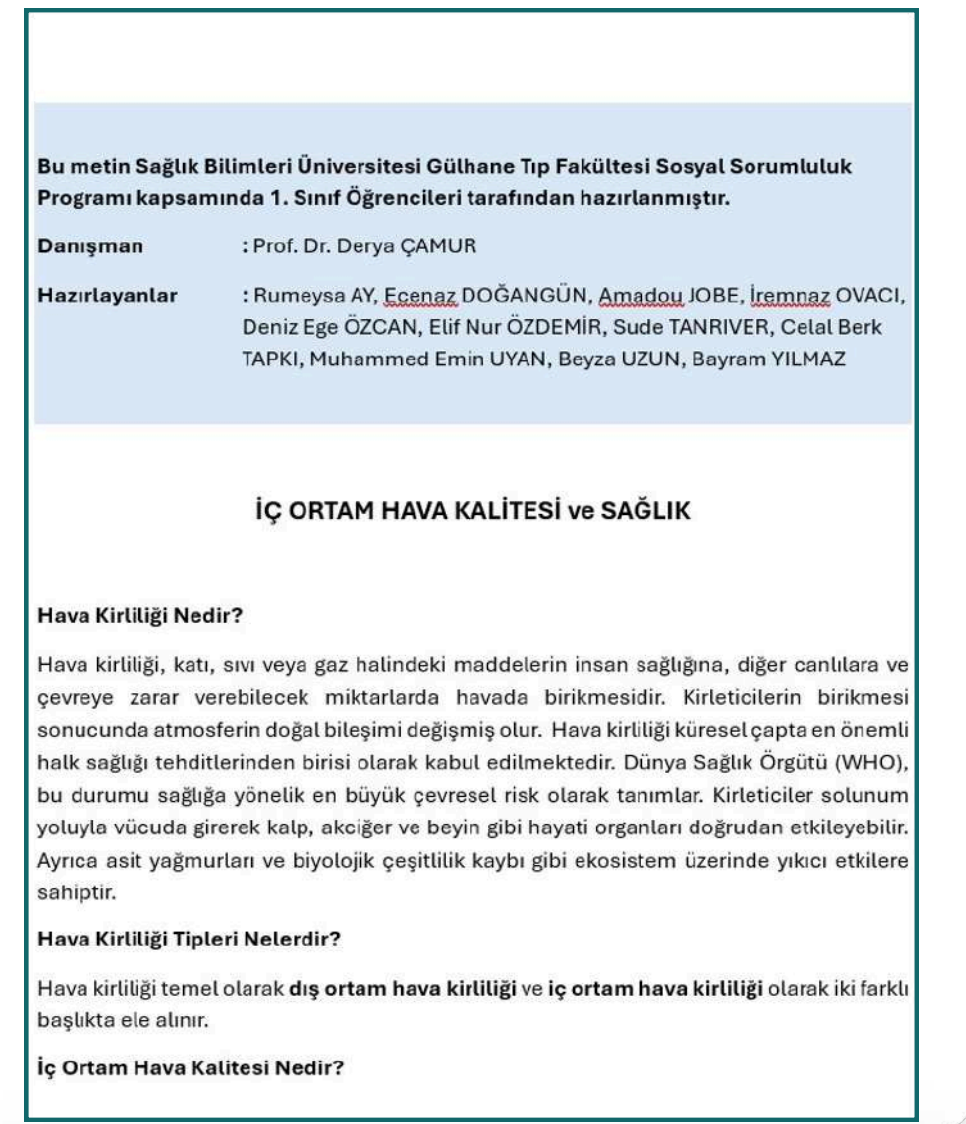 Bu metin Sağlık Bilimleri Üniversitesi Gülhane Tıp Fakültesi Sosyal Sorumluluk
Programı kapsamında 1. Sınıf Öğrencileri tarafından hazırlanmıştır.
Danışman : Prof. Dr. Derya ÇAMUR
Hazırlayanlar : Rumeysa AY, Ecenaz DOĞANGÜN, Amadou JOBE, İremnaz OVACI,
Deniz Ege ÖZCAN, Elif Nur ÖZDEMİR, Sude TANRIVER, Celal Berk
TAPKI, Muhammed Emin UYAN, Beyza UZUN, Bayram YILMAZ
İÇ ORTAM HAVA KALİTESİ ve SAĞLIK
Hava Kirliliği Nedir?
Hava kirliliği, katı, sıvı veya gaz halindeki maddelerin insan sağlığına, diğer canlılara ve
çevreye zarar verebilecek miktarlarda havada birikmesidir. Kirleticilerin birikmesi
sonucunda atmosferin doğal bileşimi değişmiş olur. Hava kirliliği küresel çapta en önemli
halk sağlığı tehditlerinden birisi olarak kabul edilmektedir. Dünya Sağlık Örgütü (WHO),
bu durumu sağlığa yönelik en büyük çevresel risk olarak tanımlar. Kirleticiler solunum
yoluyla vücuda girerek kalp, akciğer ve beyin gibi hayati organları doğrudan etkileyebilir.
Ayrıca asit yağmurları ve biyolojik çeşitlilik kaybı gibi ekosistem üzerinde yıkıcı etkilere
sahiptir.
Hava Kirliliği Tipleri Nelerdir?
Hava kirliliği temel olarak dış ortam hava kirliliği ve iç ortam hava kirliliği olarak iki farklı
başlıkta ele alınır.
İç Ortam Hava Kalitesi Nedir?